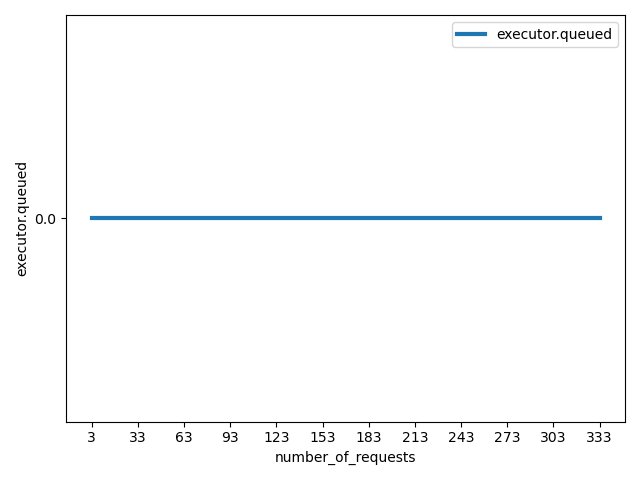 executor.queued
executor.queued
0.0
3 33 63 93 123 153 183 213 243 273 303 333
number_of_requests